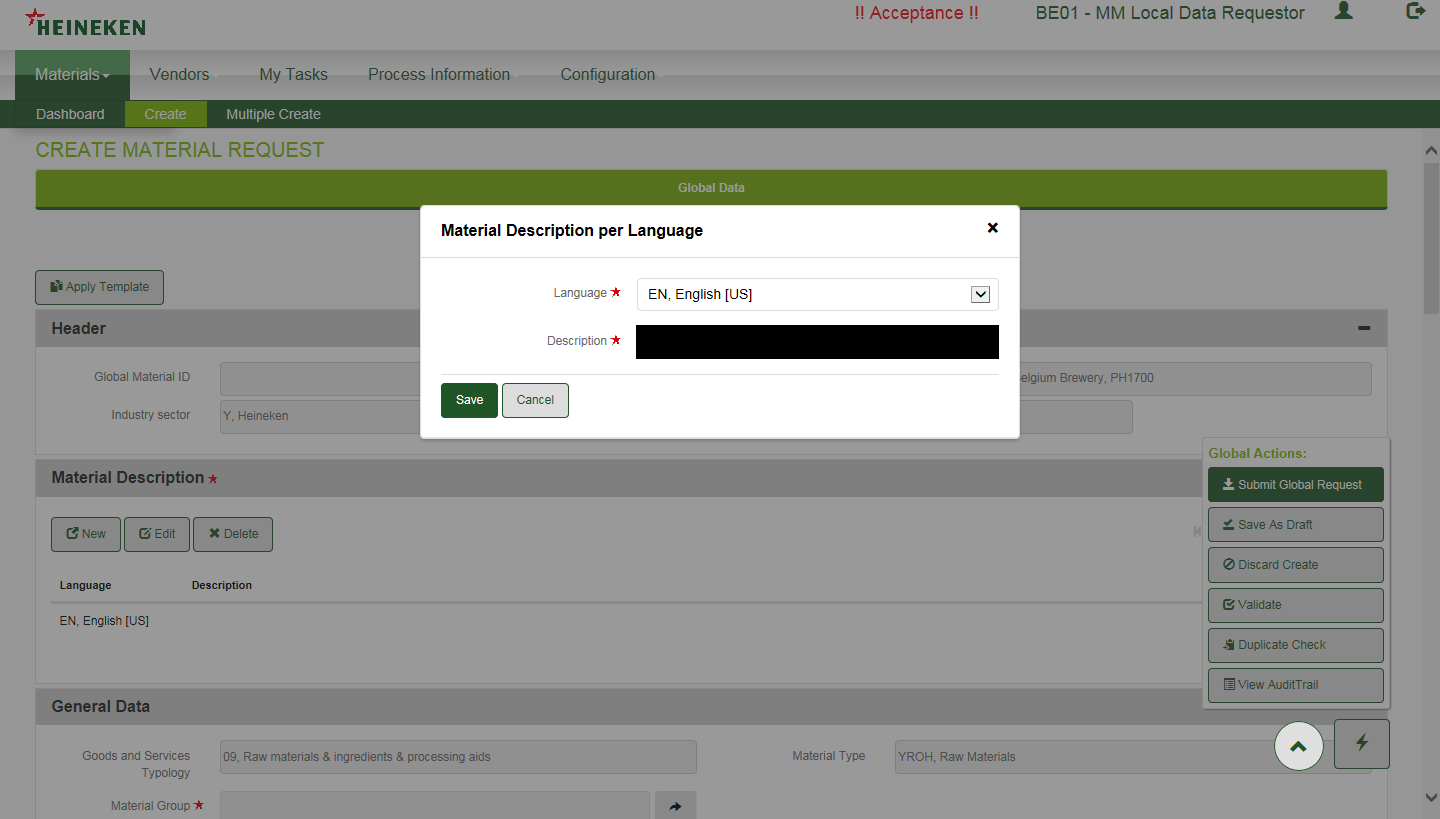 HEINEKEN
!! Acceptance !!
BE01 - MM Local Data Requestor
Materials
Vendors
My Tasks
Process Information
Configuration
Dashboard
Create
Multiple Create
CREATE MATERIAL REQUEST
Global Data
Material Description per Language
Language
EN, English [US]
Description
Save
Cancel
Apply Template
Header
Global Material ID
elgium Brewery, PH1700
Industry sector
Y, Heineken
Material Description
New
Edit
Delete
Language
Description
EN, English [US]
Global Actions:
Submit Global Request
Save As Draft
Discard Create
Validate
Duplicate Check
View AuditTrail
General Data
Goods and Services
Typology
09, Raw materials & ingredients & processing aids
Material Type
YROH, Raw Materials
Material Group